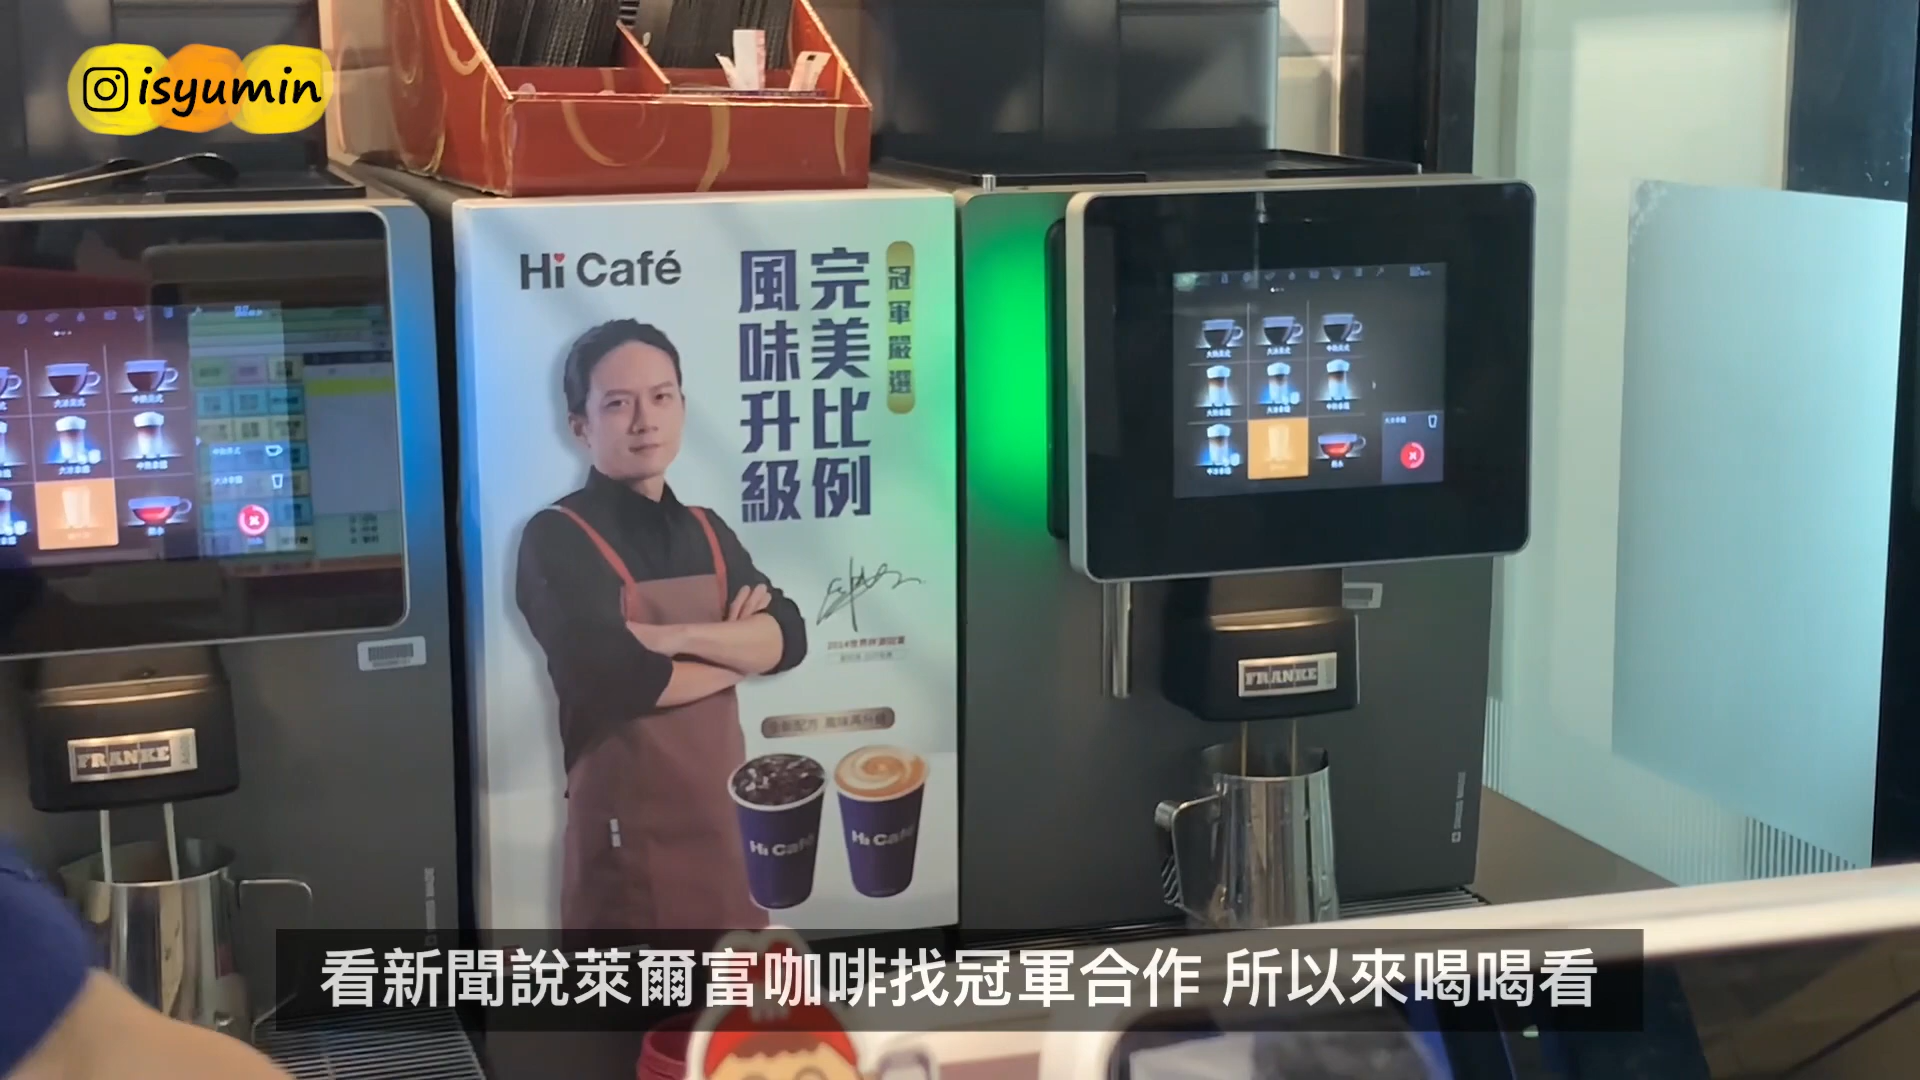 isyumin
Hi Café
冠軍嚴選
完美比例
風味升級
Hi Café
Hi Café
FRANKE
FRANKE
看新聞說萊爾富咖啡找冠軍合作 所以來喝喝看